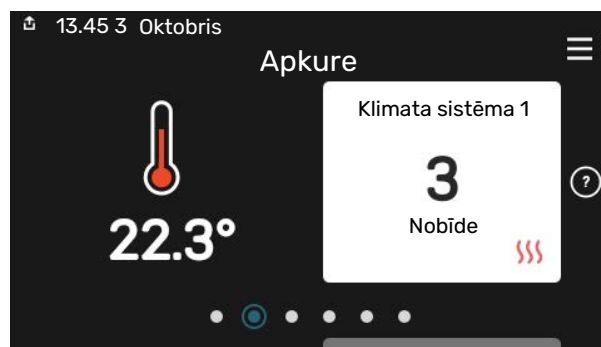 13.45 3 Oktobris
Apkure
Klimata sistēma 1
3
Nobīde
22.3°
?